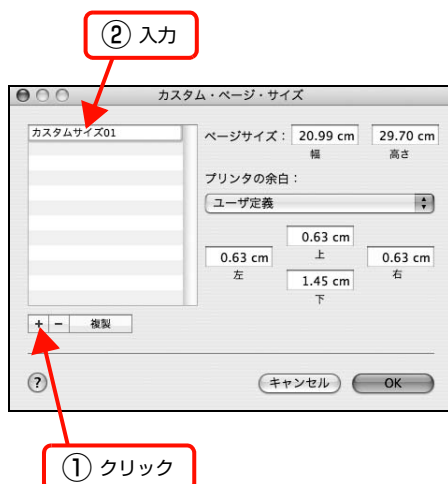 ② 入力
カスタム・ページ・サイズ
カスタムサイズ01
ページサイズ： 20.99 cm 29.70 cm
幅 高さ
プリンタの余白：
ユーザ定義
0.63 cm
上
0.63 cm 0.63 cm
左 右
1.45 cm
下
+ − 複製
? キャンセル OK
① クリック